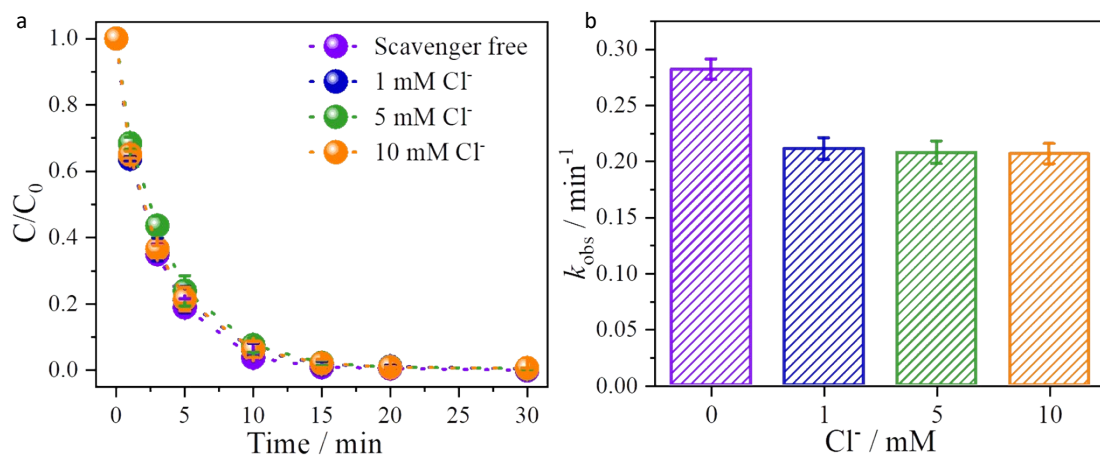 a
1.0
0.8
0.6
0.4
0.2
0.0
C/C₀
Scavenger free
1 mM Cl⁻
5 mM Cl⁻
10 mM Cl⁻
0 5 10 15 20 25 30
Time / min
b
0.30
0.25
0.20
0.15
0.10
0.05
0.00
k_obs / min⁻¹
0 1 5 10
Cl⁻ / mM